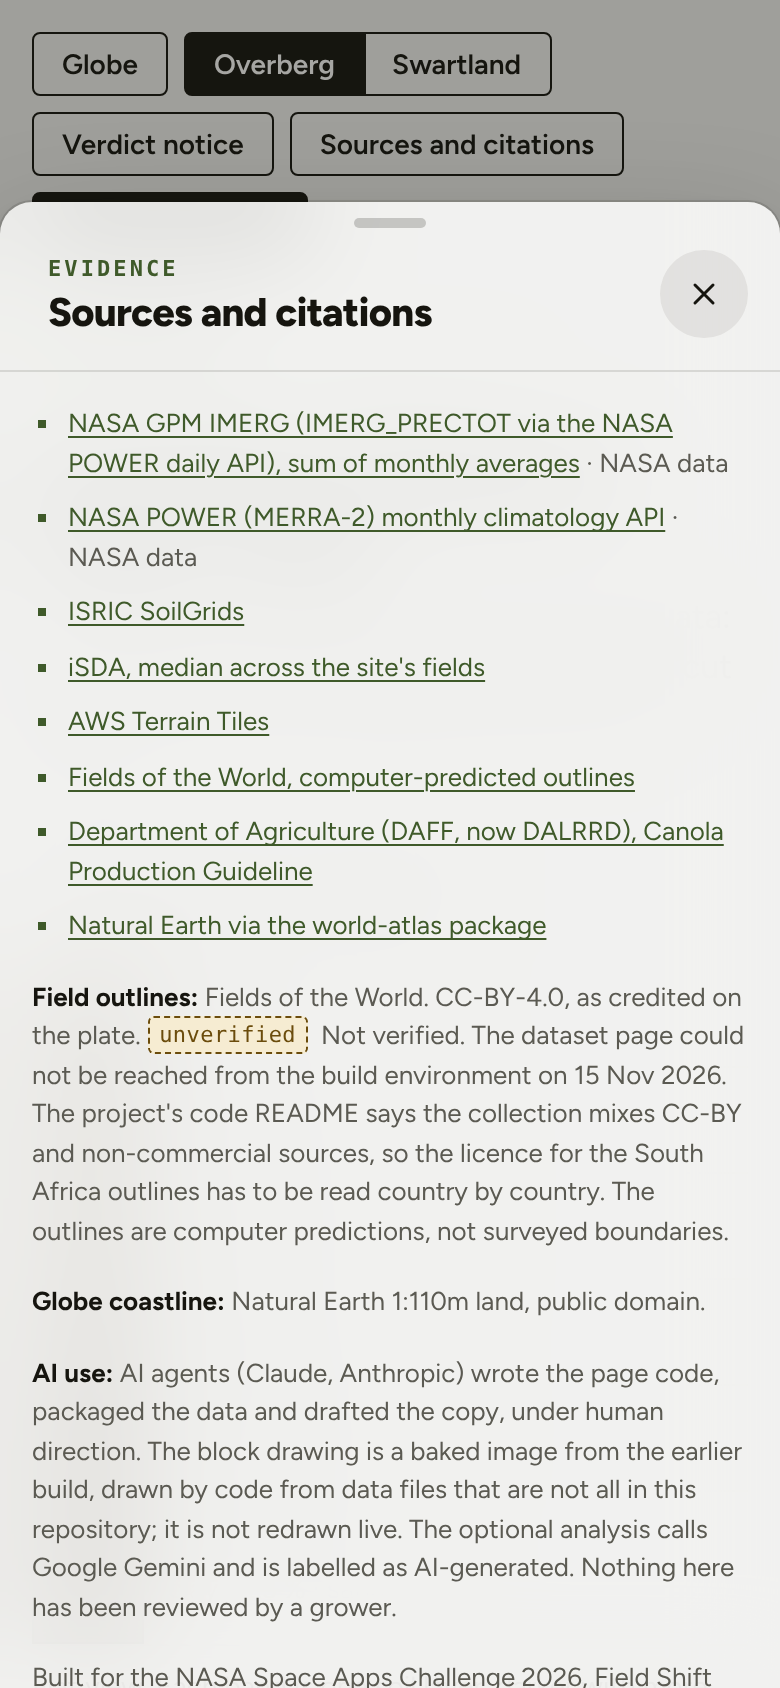 Globe
Overberg
Swartland
Verdict notice
Sources and citations
EVIDENCE
Sources and citations
NASA GPM IMERG (IMERG_PRECTOT via the NASA
POWER daily API), sum of monthly averages · NASA data
NASA POWER (MERRA-2) monthly climatology API ·
NASA data
ISRIC SoilGrids
iSDA, median across the site's fields
AWS Terrain Tiles
Fields of the World, computer-predicted outlines
Department of Agriculture (DAFF, now DALRRD), Canola
Production Guideline
Natural Earth via the world-atlas package
Field outlines: Fields of the World. CC-BY-4.0, as credited on
the plate. unverified Not verified. The dataset page could
not be reached from the build environment on 15 Nov 2026.
The project's code README says the collection mixes CC-BY
and non-commercial sources, so the licence for the South
Africa outlines has to be read country by country. The
outlines are computer predictions, not surveyed boundaries.
Globe coastline: Natural Earth 1:110m land, public domain.
AI use: AI agents (Claude, Anthropic) wrote the page code,
packaged the data and drafted the copy, under human
direction. The block drawing is a baked image from the earlier
build, drawn by code from data files that are not all in this
repository; it is not redrawn live. The optional analysis calls
Google Gemini and is labelled as AI-generated. Nothing here
has been reviewed by a grower.
Built for the NASA Space Apps Challenge 2026, Field Shift